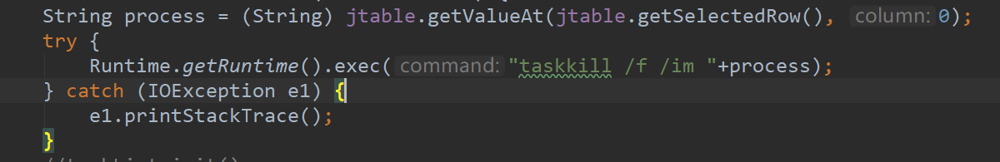 String process = (String) jtable.getValueAt(jtable.getSelectedRow(), column: 0);
try {
Runtime.getRuntime().exec( command: "taskkill /f /im "+process);
} catch (IOException e1) {
e1.printStackTrace();
}